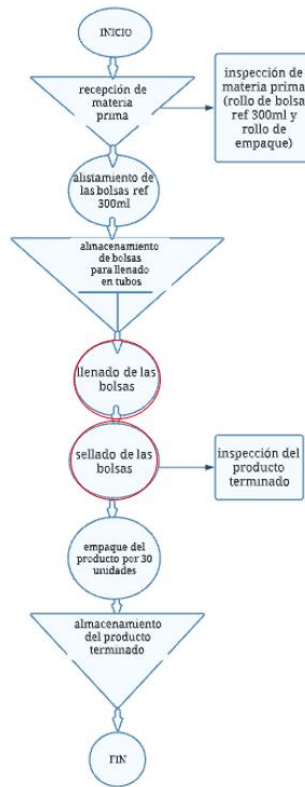 INICIO
recepción de
materia
prima
inspección de
materia prima
(rollo de bolsa
ref 300ml y
rollo de
empaque)
alistamiento de
las bolsas ref
300ml
almacenamiento
de bolsas
para llenado
en tubos
llenado de las
bolsas
sellado de las
bolsas
inspección del
producto
terminado
empaque del
producto por 30
unidades
almacenamiento
del producto
terminado
FIN